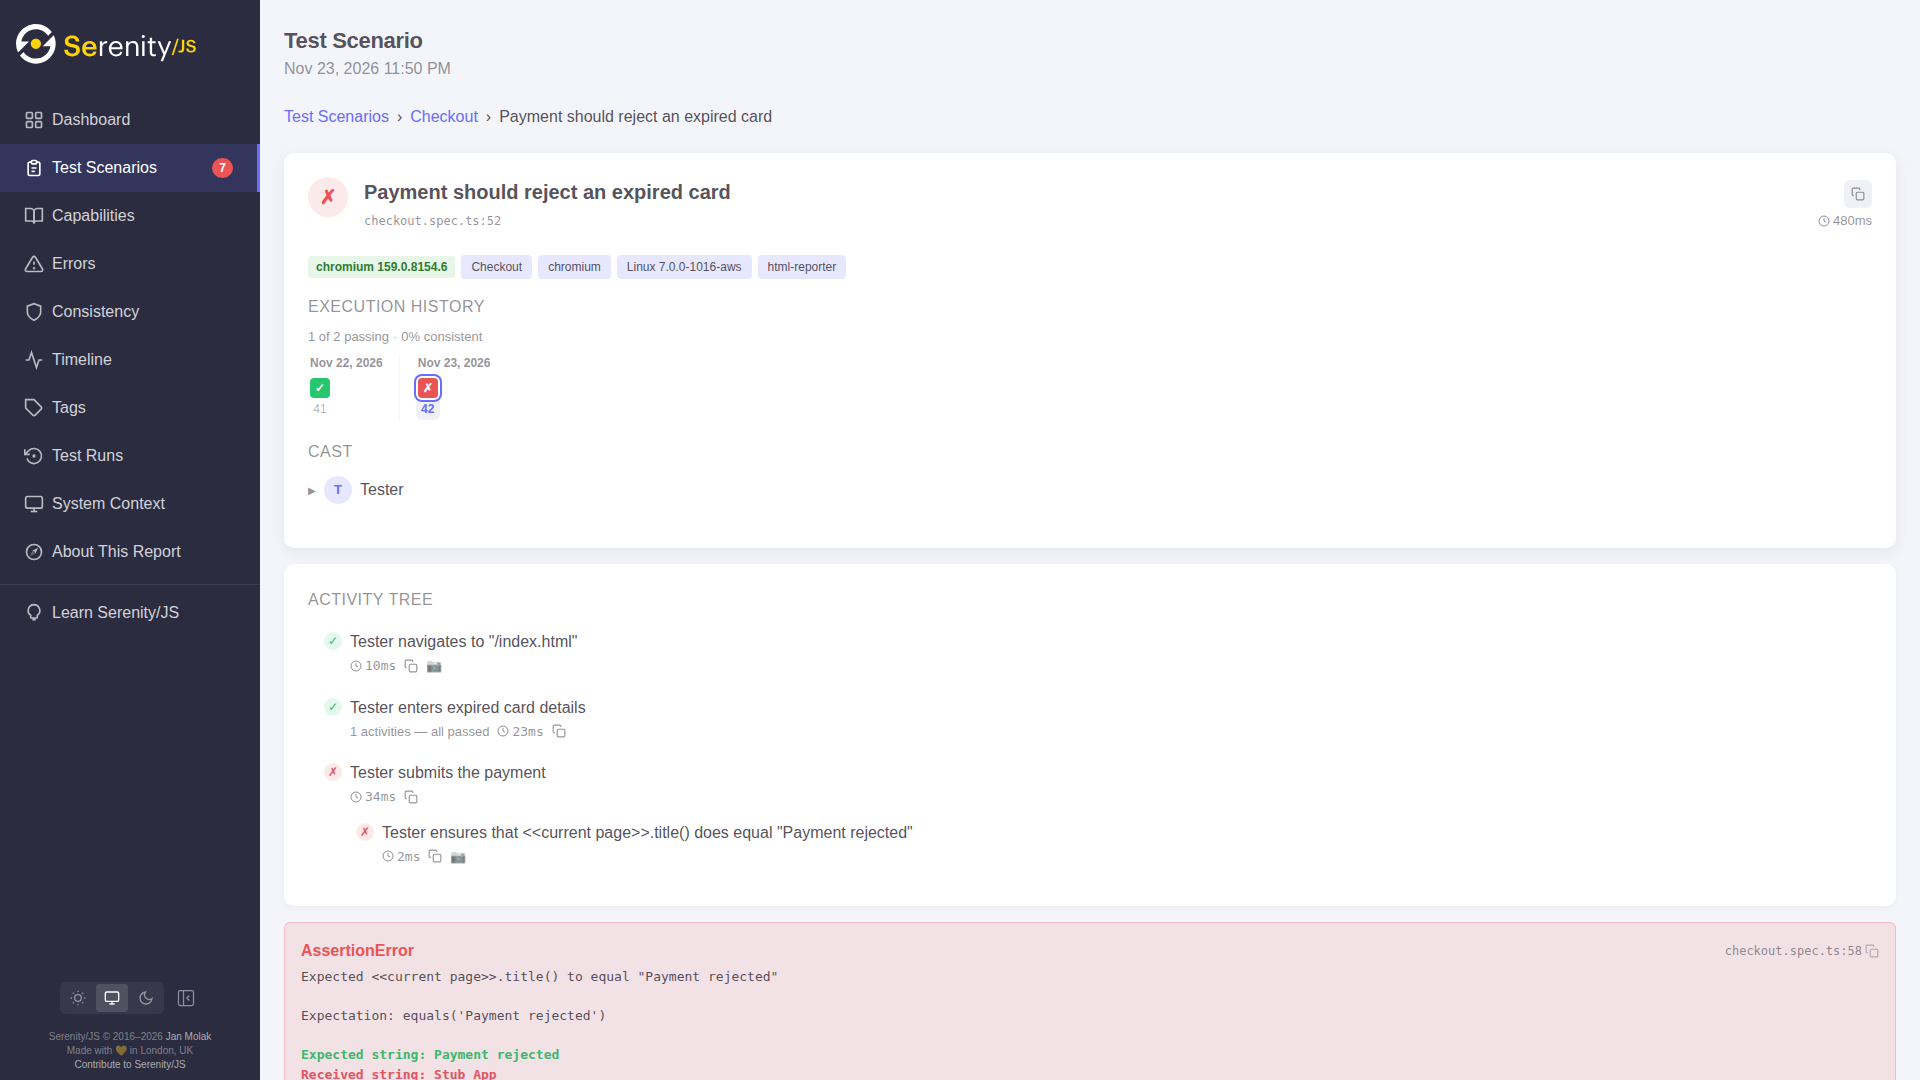 Serenity/JS
Dashboard
Test Scenarios 7
Capabilities
Errors
Consistency
Timeline
Tags
Test Runs
System Context
About This Report
Learn Serenity/JS
Serenity/JS © 2016–2026 Jan Molak
Made with 💛 in London, UK
Contribute to Serenity/JS
Test Scenario
Nov 23, 2026 11:50 PM
Test Scenarios › Checkout › Payment should reject an expired card
✗ Payment should reject an expired card
checkout.spec.ts:52
480ms
chromium 159.0.8154.6 Checkout chromium Linux 7.0.0-1016-aws html-reporter
EXECUTION HISTORY
1 of 2 passing · 0% consistent
Nov 22, 2026 Nov 23, 2026
✓ ✗
41 42
CAST
▶ T Tester
ACTIVITY TREE
✓ Tester navigates to "/index.html"
10ms
✓ Tester enters expired card details
1 activities — all passed 23ms
✗ Tester submits the payment
34ms
✗ Tester ensures that <<current page>>.title() does equal "Payment rejected"
2ms
AssertionError checkout.spec.ts:58
Expected <<current page>>.title() to equal "Payment rejected"
Expectation: equals('Payment rejected')
Expected string: Payment rejected
Received string: Stub App